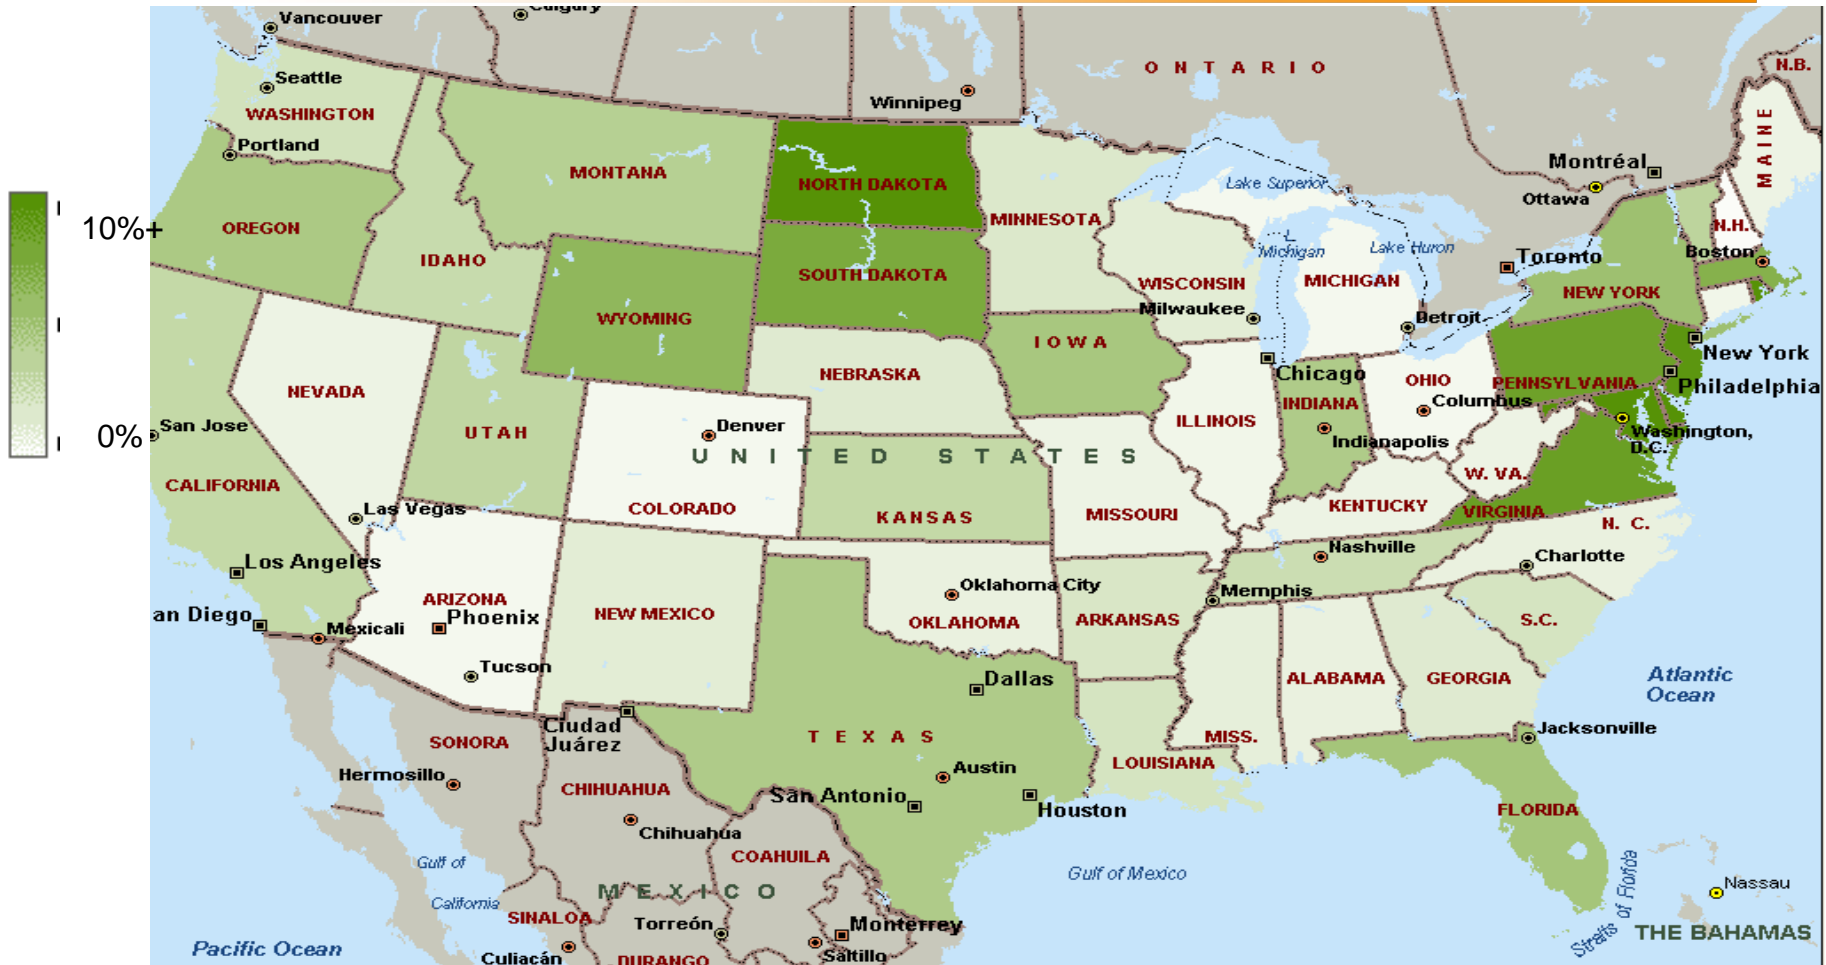 Vancouver
Calgary
Seattle
WASHINGTON
Portland
OREGON
IDAHO
MONTANA
NORTH DAKOTA
SOUTH DAKOTA
WYOMING
NEBRASKA
MINNESOTA
Winnipeg
ONTARIO
N.B.
MAINE
Montréal
Ottawa
N.H.
Boston
Toronto
NEW YORK
Lake Superior
L
Michigan
Lake Huron
WISCONSIN
MICHIGAN
Milwaukee
Detroit
10%+
0%
NEVADA
UTAH
IOWA
Chicago
OHIO
Columbus
PENNSYLVANIA
New York
Philadelphia
Washington,
D.C.
INDIANA
Indianapolis
ILLINOIS
San Jose
CALIFORNIA
Las Vegas
Denver
UNITED STATES
COLORADO
KANSAS
MISSOURI
KENTUCKY
W. VA.
VIRGINIA
N. C.
Charlotte
Nashville
Memphis
Los Angeles
an Diego
Mexicali
ARIZONA
Phoenix
Tucson
NEW MEXICO
Oklahoma City
OKLAHOMA
ARKANSAS
S.C.
Atlantic
Ocean
ALABAMA
GEORGIA
MISS.
LOUISIANA
Jacksonville
Dallas
TEXAS
Austin
San Antonio
Houston
FLORIDA
Ciudad
Juárez
SONORA
Hermosillo
CHIHUAHUA
Chihuahua
COAHUILA
MEXICO
Gulf of
California
SINALOA
Torreón
Monterrey
Saltillo
Culiacán
DURANGO
Pacific Ocean
Gulf of Mexico
Straits of Florida
Nassau
THE BAHAMAS